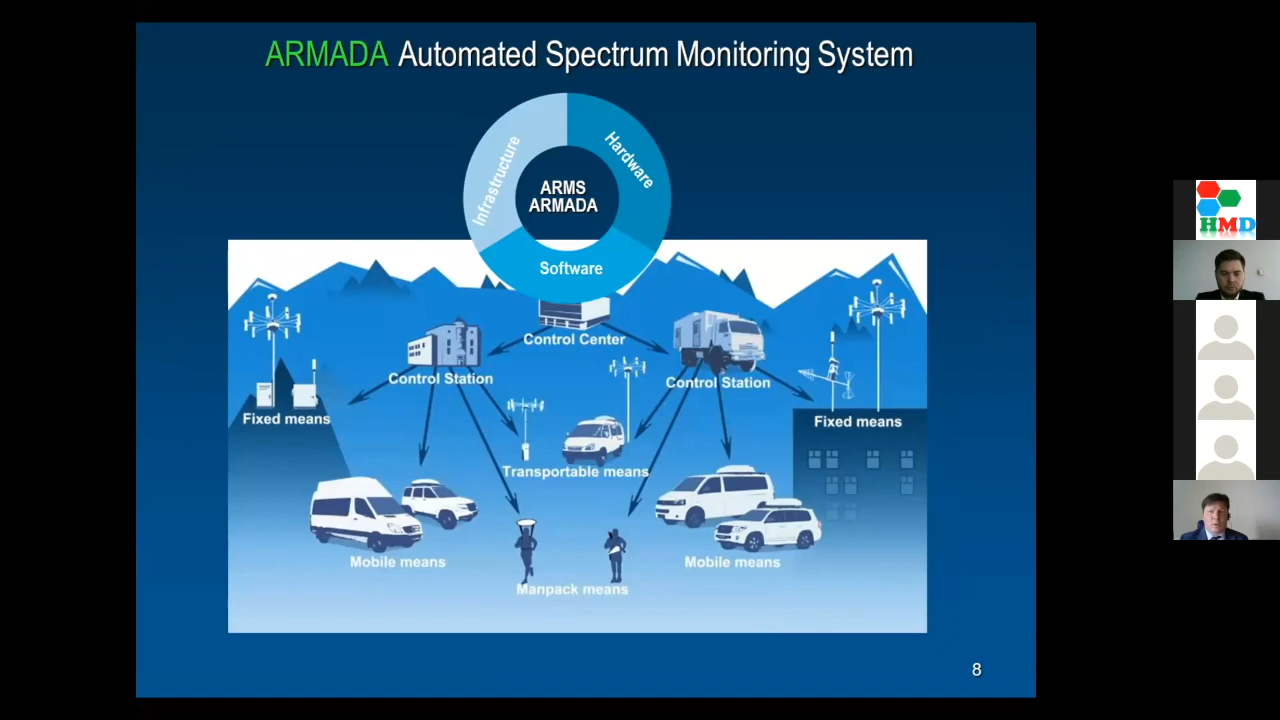 ARMADA Automated Spectrum Monitoring System
Infrastructure
Hardware
ARMS
ARMADA
Software
Control Center
Control Station
Control Station
Fixed means
Fixed means
Transportable means
Mobile means
Mobile means
Manpack means
8
HMD